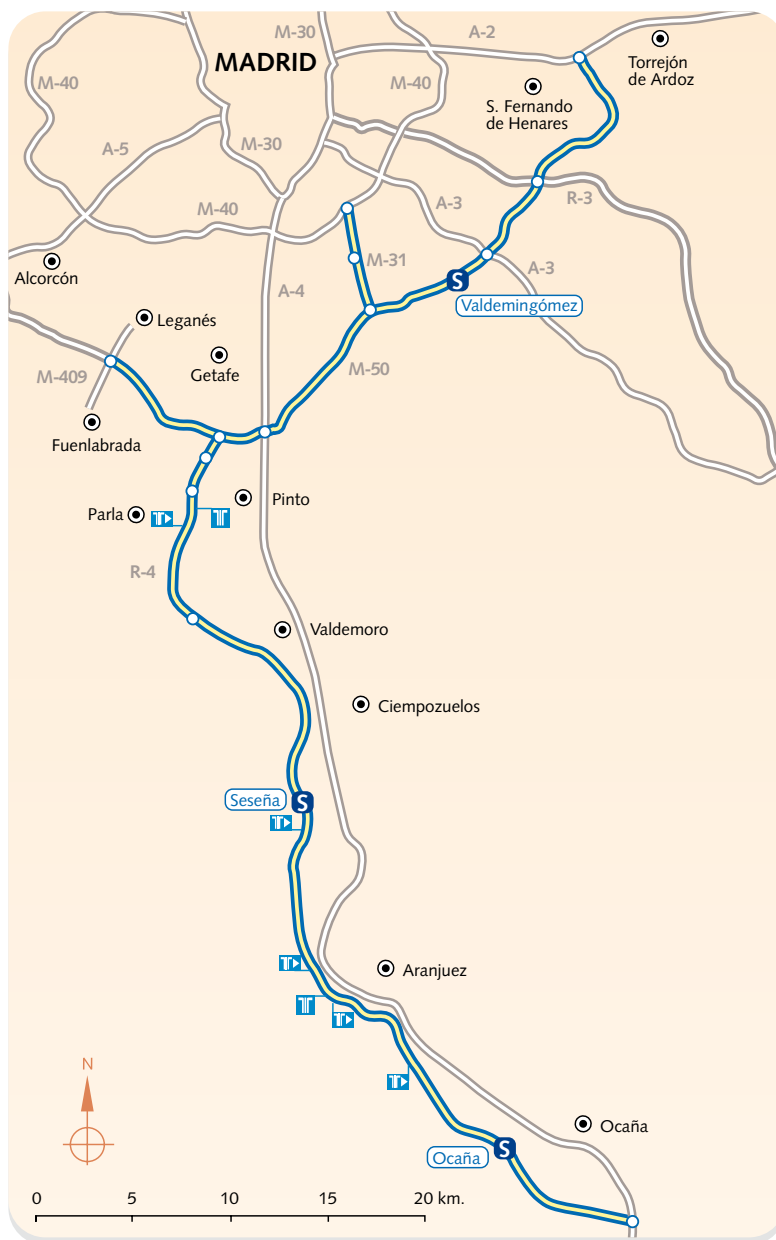 M-30
A-2
MADRID
Torrejón
de Ardoz
M-40
M-40
S. Fernando
de Henares
A-5
M-30
R-3
A-3
M-40
A-3
M-31
Alcorcón
A-4
S
Valdemingómez
Leganés
Getafe
M-50
M-409
Fuenlabrada
Pinto
Parla
R-4
Valdemoro
Ciempozuelos
Seseña
S
Aranjuez
N
Ocaña
Ocaña
S
0 5 10 15 20 km.